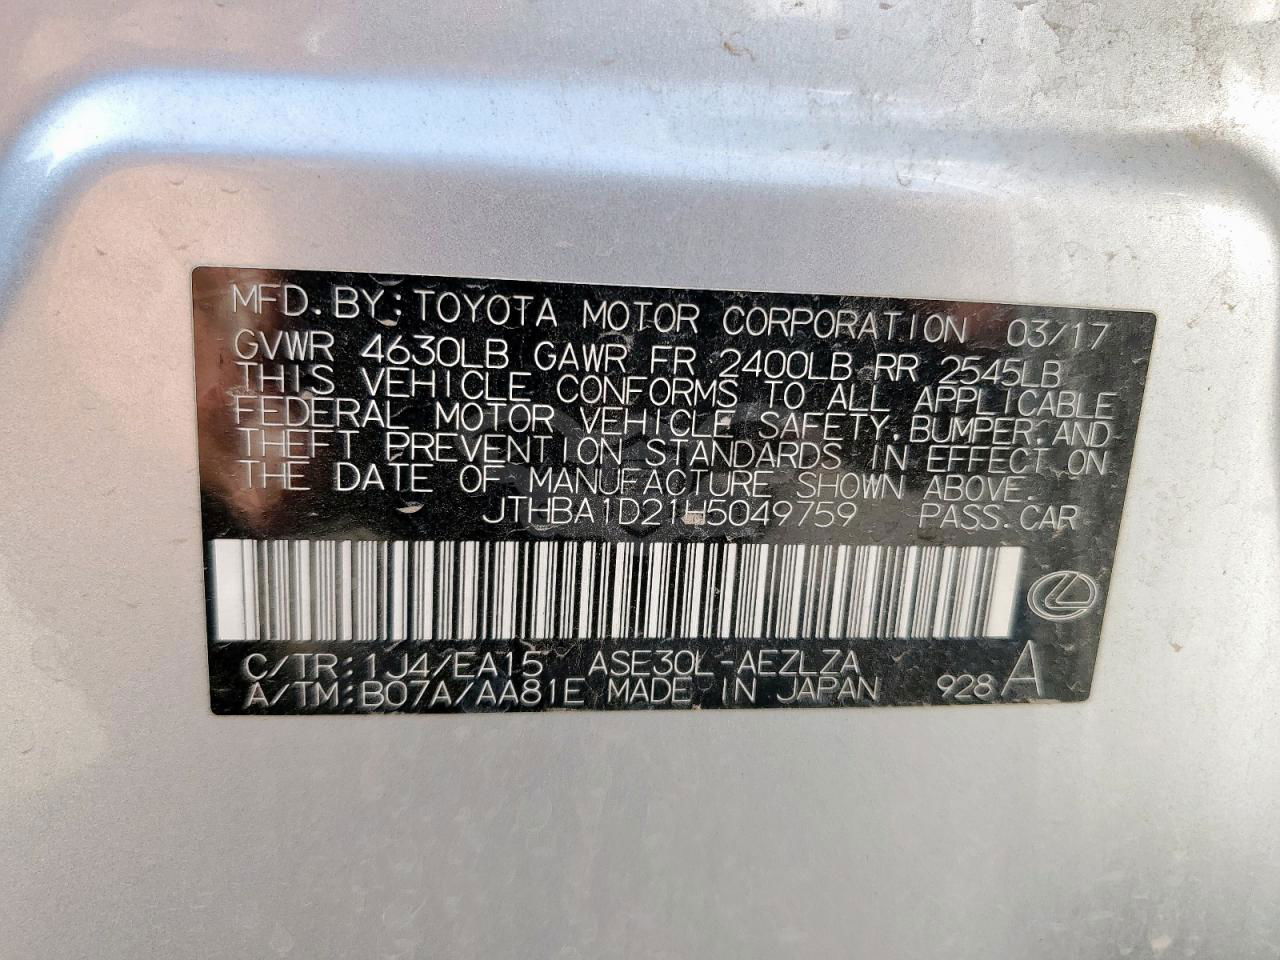 MFD.BY:TOYOTA MOTOR CORPORATION 03/17
GVWR 4630LB GAWR FR 2400LB RR 2545LB
THIS VEHICLE CONFORMS TO ALL APPLICABLE
FEDERAL MOTOR VEHICLE SAFETY,BUMPER,AND
THEFT PREVENTION STANDARDS IN EFFECT ON
THE DATE OF MANUFACTURE SHOWN ABOVE.
JTHBA1D21H5049759 PASS.CAR
C/TR:1J4/EA15 ASE30L-AEZLZA
A/TM:B07A/AA81E MADE IN JAPAN 928 A